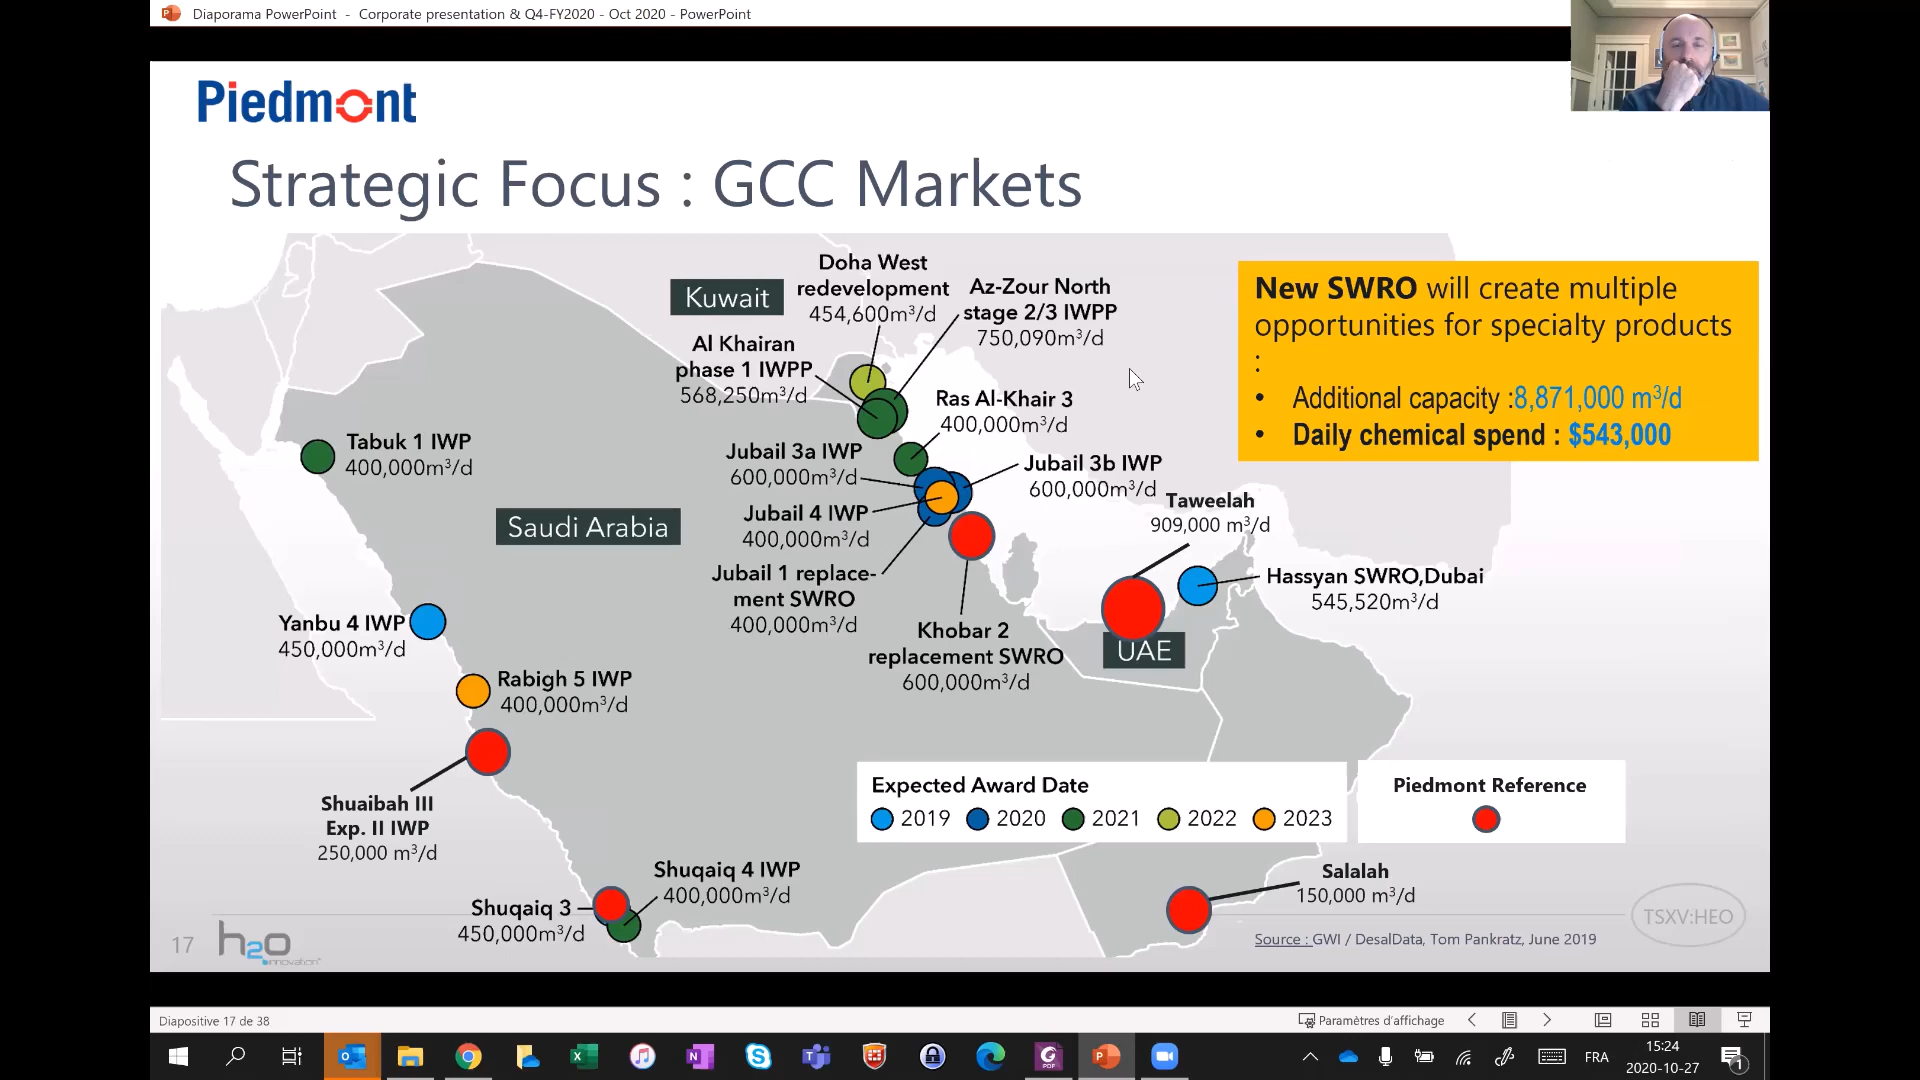 Diaporama PowerPoint - Corporate presentation & Q4-FY2020 - Oct 2020 - PowerPoint
Piedmont
Strategic Focus : GCC Markets
Kuwait
Doha West
redevelopment
454,600m³/d
Az-Zour North
stage 2/3 IWPP
750,090m³/d
Al Khairan
phase 1 IWPP
568,250m³/d
New SWRO will create multiple
opportunities for specialty products
:
• Additional capacity :8,871,000 m³/d
• Daily chemical spend : $543,000
Ras Al-Khair 3
400,000m³/d
Tabuk 1 IWP
400,000m³/d
Jubail 3a IWP
600,000m³/d
Jubail 3b IWP
600,000m³/d
Taweelah
909,000 m³/d
Saudi Arabia
Jubail 4 IWP
400,000m³/d
Jubail 1 replace-
ment SWRO
400,000m³/d
Hassyan SWRO,Dubai
545,520m³/d
Yanbu 4 IWP
450,000m³/d
Khobar 2
replacement SWRO
600,000m³/d
UAE
Rabigh 5 IWP
400,000m³/d
Shuaibah III
Exp. II IWP
250,000 m³/d
Expected Award Date
2019 2020 2021 2022 2023
Piedmont Reference
Shuqaiq 4 IWP
400,000m³/d
Shuqaiq 3
450,000m³/d
Salalah
150,000 m³/d
TSXV:HEO
17
h2o
innovation
Source : GWI / DesalData, Tom Pankratz, June 2019
Diapositive 17 de 38
Paramètres d'affichage
FRA
15:24
2020-10-27
1